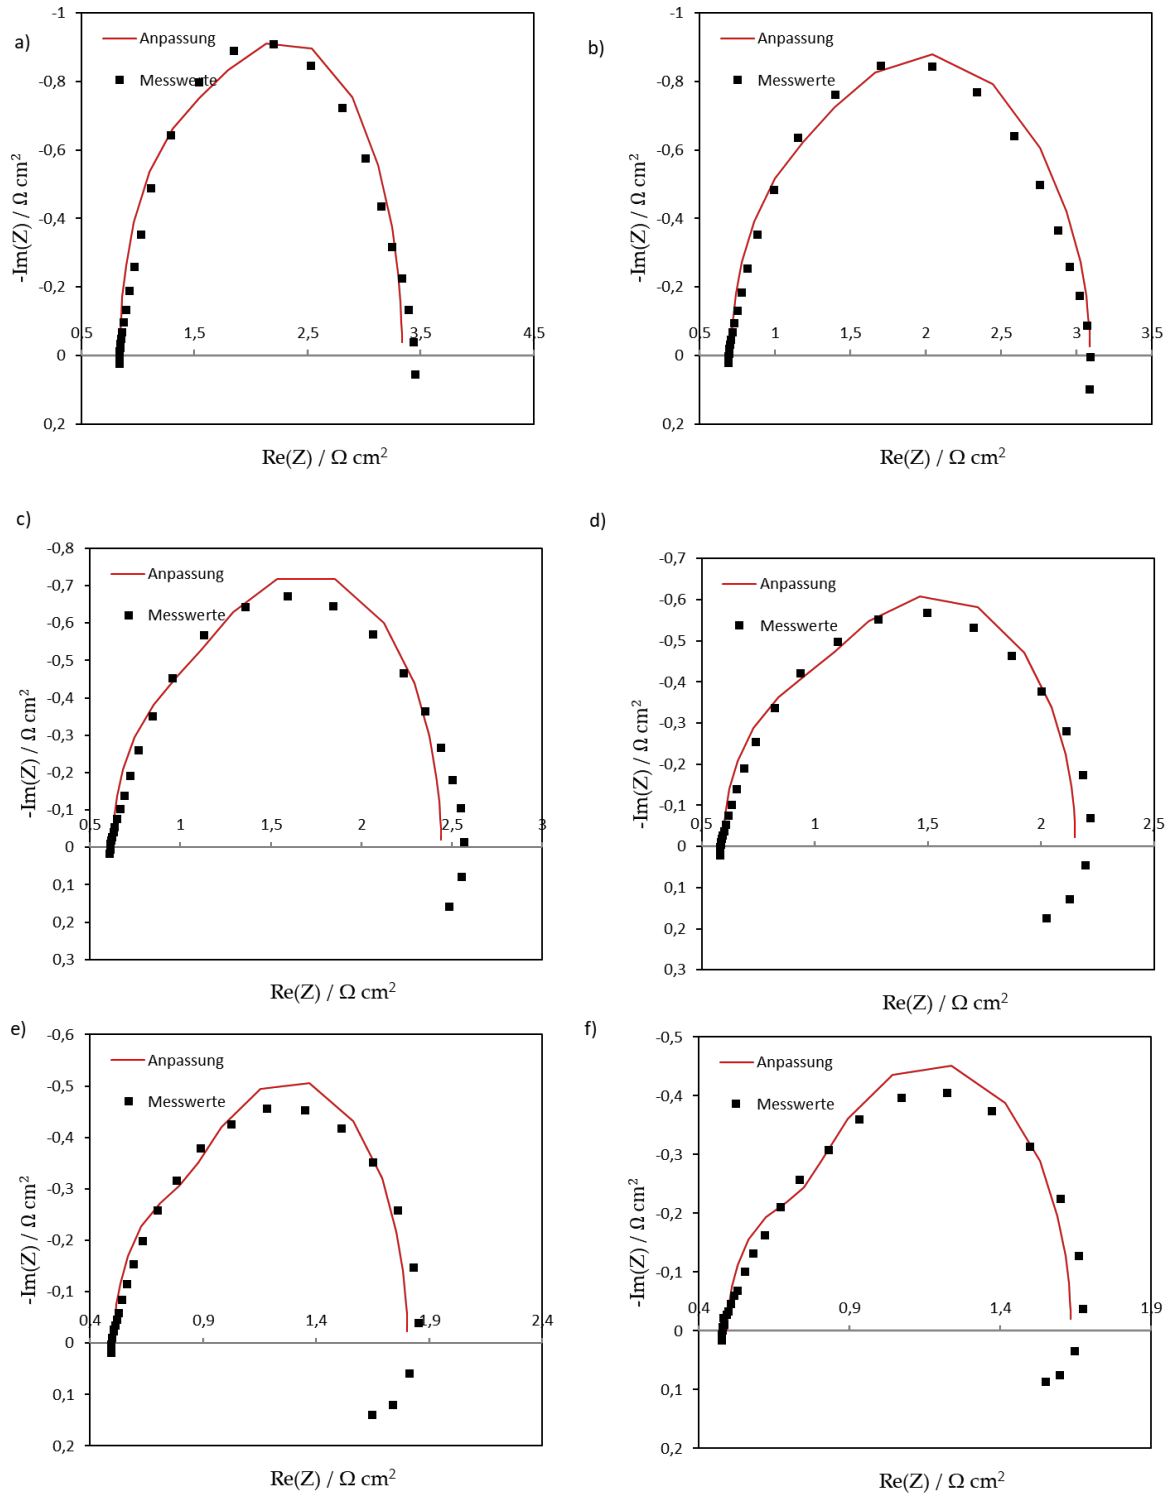 a)
-1
-0,8
-0,6
-0,4
-0,2
0
0,2
-Im(Z) / Ω cm²
Anpassung
Messwerte
0,5 1,5 2,5 3,5 4,5
Re(Z) / Ω cm²
b)
-1
-0,8
-0,6
-0,4
-0,2
0
0,2
-Im(Z) / Ω cm²
Anpassung
Messwerte
0,5 1 1,5 2 2,5 3 3,5
Re(Z) / Ω cm²
c)
-0,8
-0,7
-0,6
-0,5
-0,4
-0,3
-0,2
-0,1
0
0,1
0,2
0,3
-Im(Z) / Ω cm²
Anpassung
Messwerte
0,5 1 1,5 2 2,5 3
Re(Z) / Ω cm²
d)
-0,7
-0,6
-0,5
-0,4
-0,3
-0,2
-0,1
0
0,1
0,2
0,3
-Im(Z) / Ω cm²
Anpassung
Messwerte
0,5 1 1,5 2 2,5
Re(Z) / Ω cm²
e)
-0,6
-0,5
-0,4
-0,3
-0,2
-0,1
0
0,1
0,2
-Im(Z) / Ω cm²
Anpassung
Messwerte
0,4 0,9 1,4 1,9 2,4
Re(Z) / Ω cm²
f)
-0,5
-0,4
-0,3
-0,2
-0,1
0
0,1
0,2
-Im(Z) / Ω cm²
Anpassung
Messwerte
0,4 0,9 1,4 1,9
Re(Z) / Ω cm²